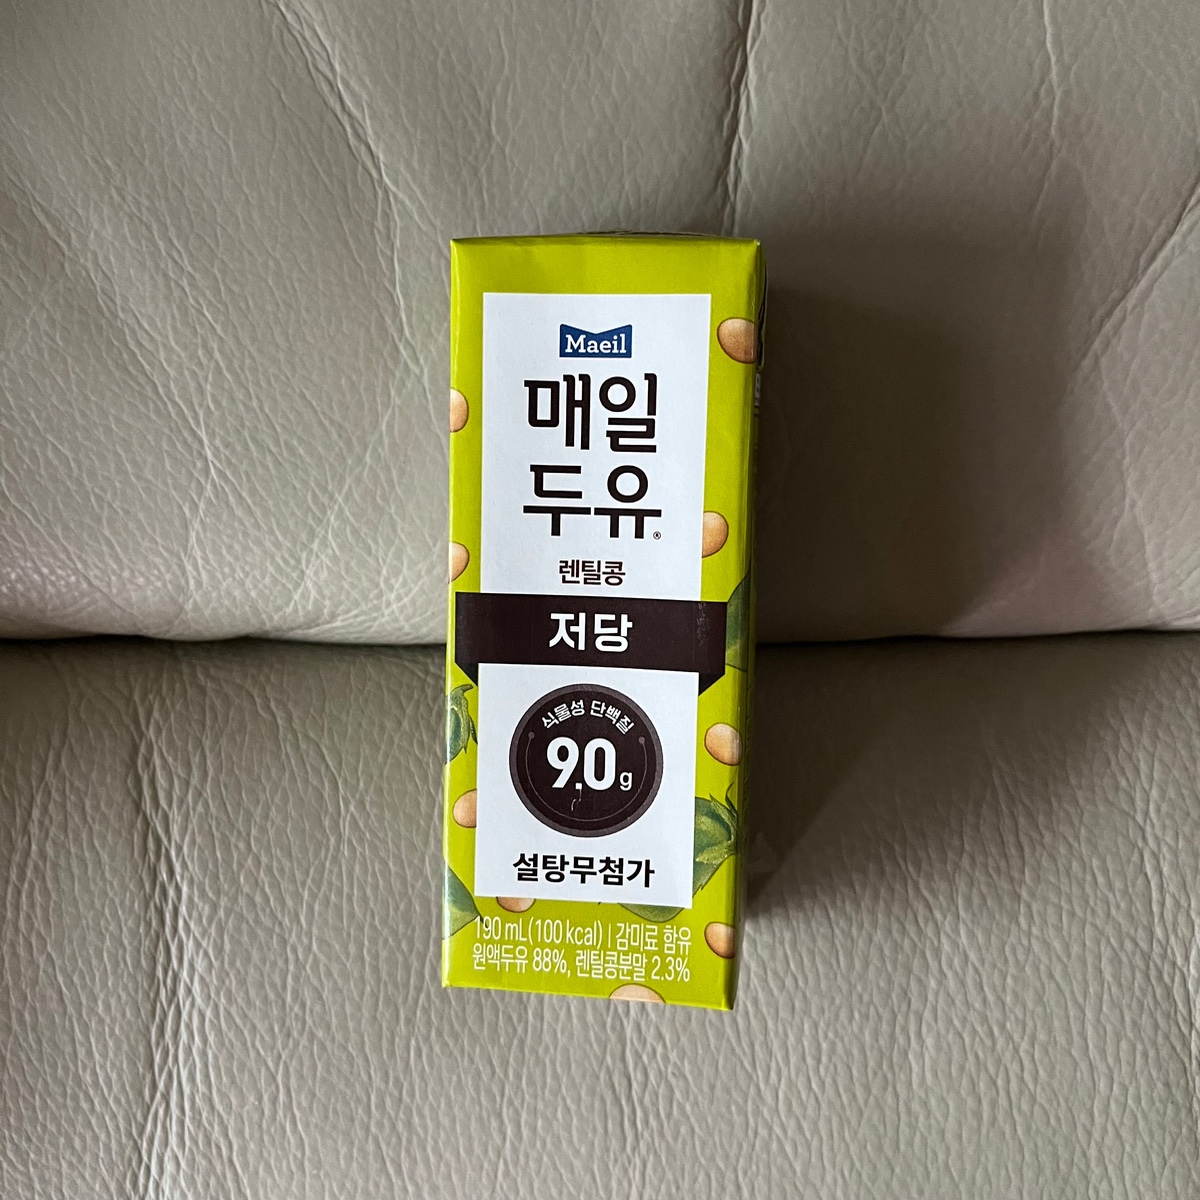 Maeil
매일
두유®
렌틸콩
저당
식물성 단백질
9.0 g
설탕무첨가
190 mL(100 kcal) | 감미료 함유
원액두유 88%, 렌틸콩분말 2.3%